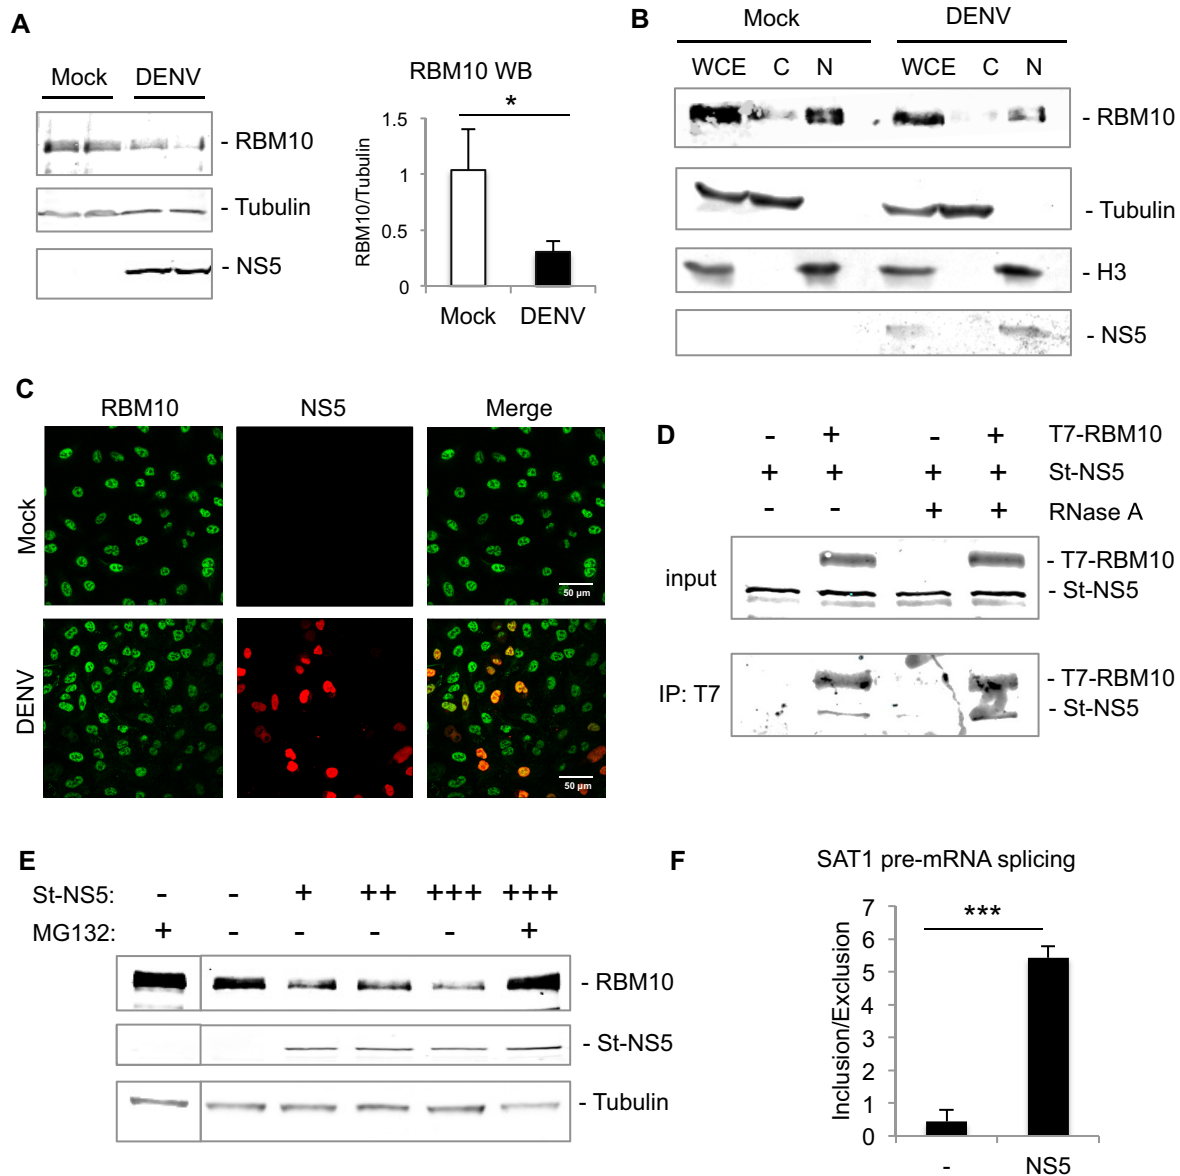 A
Mock DENV
- RBM10
- Tubulin
- NS5
RBM10 WB
*
RBM10/Tubulin
1.5
1
0.5
0
Mock DENV
B
Mock DENV
WCE C N WCE C N
- RBM10
- Tubulin
- H3
- NS5
C
RBM10 NS5 Merge
Mock
50 µm
DENV
50 µm
D
- + - + T7-RBM10
+ + + + St-NS5
- - + + RNase A
input
- T7-RBM10
- St-NS5
IP: T7
- T7-RBM10
- St-NS5
E
St-NS5: - - + ++ +++ +++
MG132: + - - - - +
- RBM10
- St-NS5
- Tubulin
F
SAT1 pre-mRNA splicing
***
Inclusion/Exclusion
7
6
5
4
3
2
1
0
- NS5